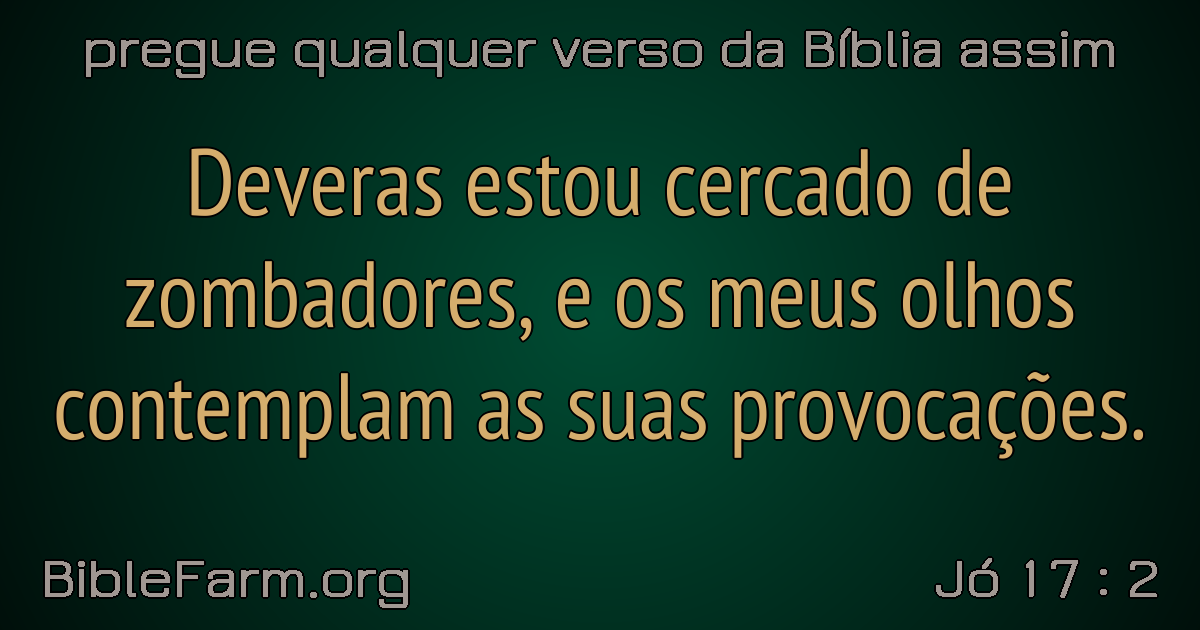 pregue qualquer verso da Bíblia assim
Deveras estou cercado de
zombadores, e os meus olhos
contemplam as suas provocações.
BibleFarm.org
Jó 17 : 2